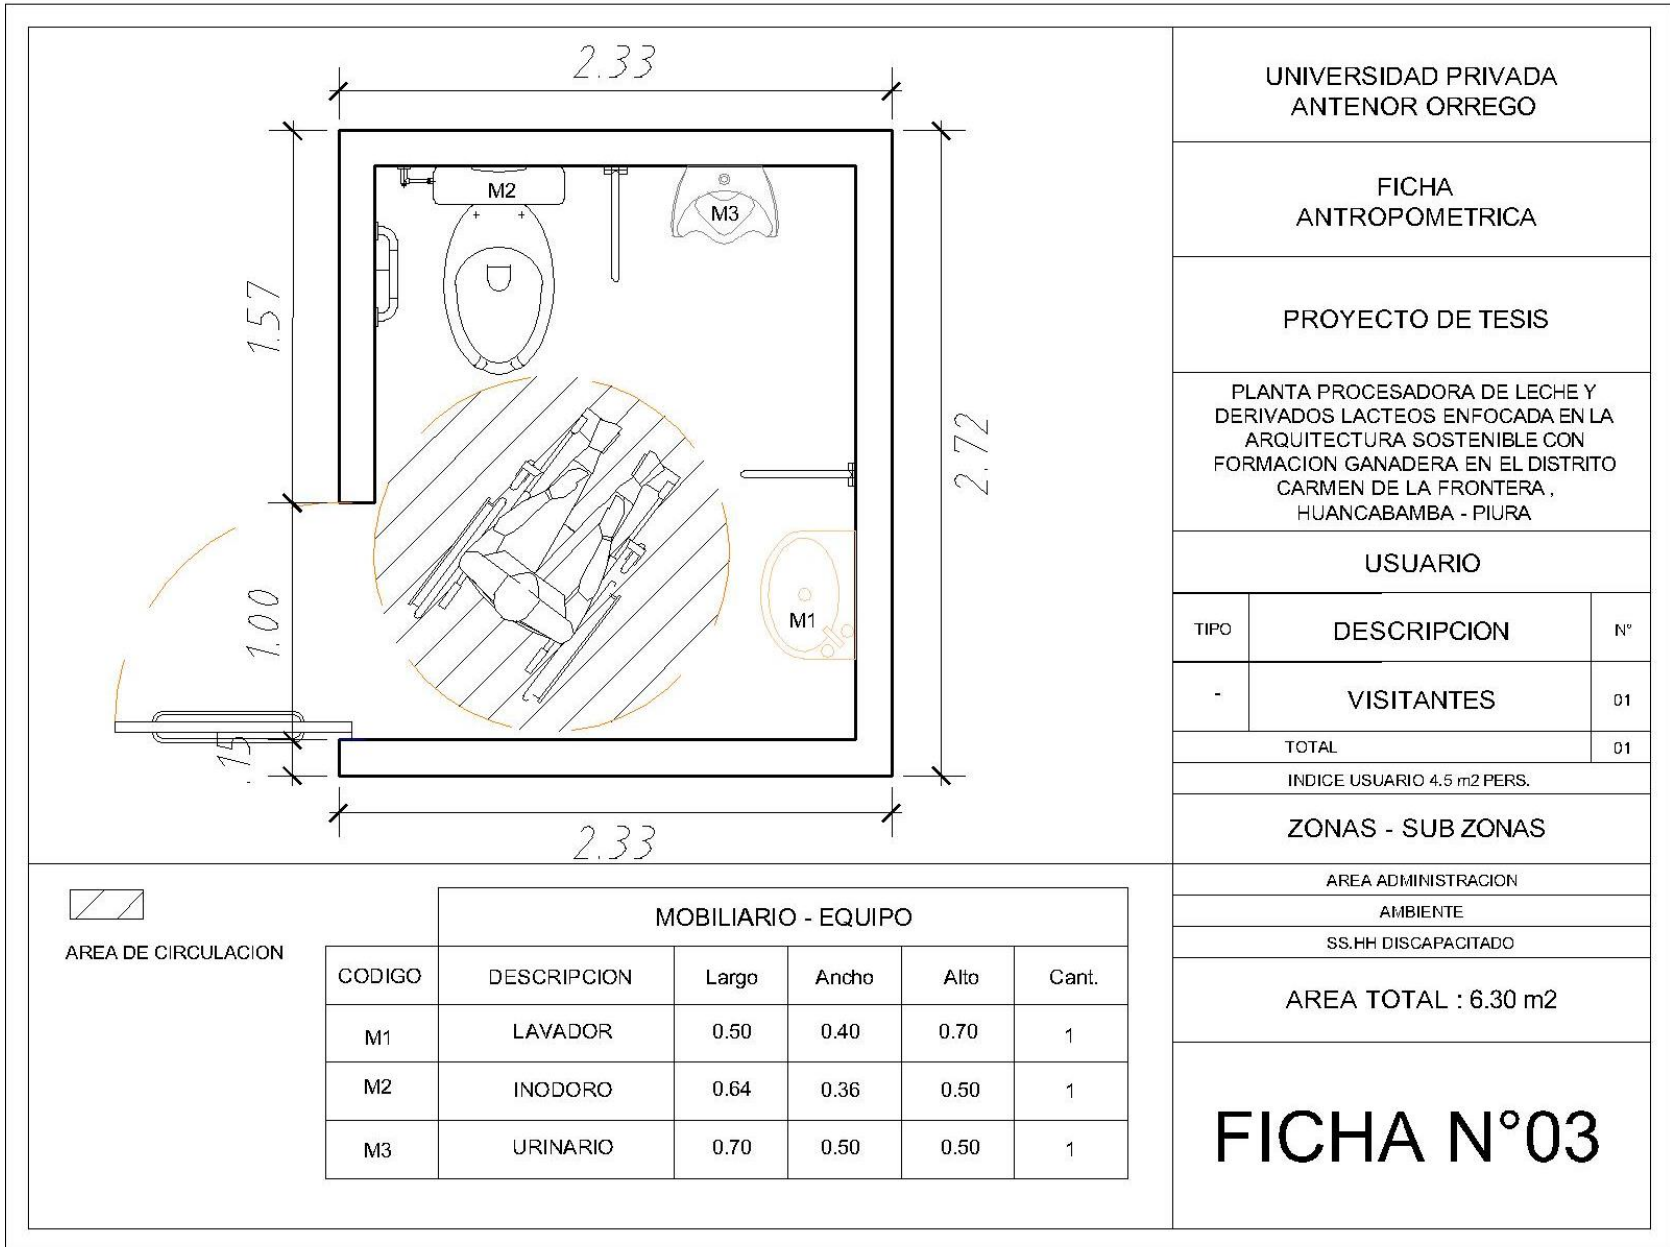 2.33
1.57
1.00
.15
2.72
2.33
M2
M3
M1
AREA DE CIRCULACION
MOBILIARIO - EQUIPO
CODIGO DESCRIPCION Largo Ancho Alto Cant.
M1 LAVADOR 0.50 0.40 0.70 1
M2 INODORO 0.64 0.36 0.50 1
M3 URINARIO 0.70 0.50 0.50 1
UNIVERSIDAD PRIVADA
ANTENOR ORREGO
FICHA
ANTROPOMETRICA
PROYECTO DE TESIS
PLANTA PROCESADORA DE LECHE Y
DERIVADOS LACTEOS ENFOCADA EN LA
ARQUITECTURA SOSTENIBLE CON
FORMACION GANADERA EN EL DISTRITO
CARMEN DE LA FRONTERA ,
HUANCABAMBA - PIURA
USUARIO
TIPO DESCRIPCION N°
- VISITANTES 01
TOTAL 01
INDICE USUARIO 4.5 m2 PERS.
ZONAS - SUB ZONAS
AREA ADMINISTRACION
AMBIENTE
SS.HH DISCAPACITADO
AREA TOTAL : 6.30 m2
FICHA N°03